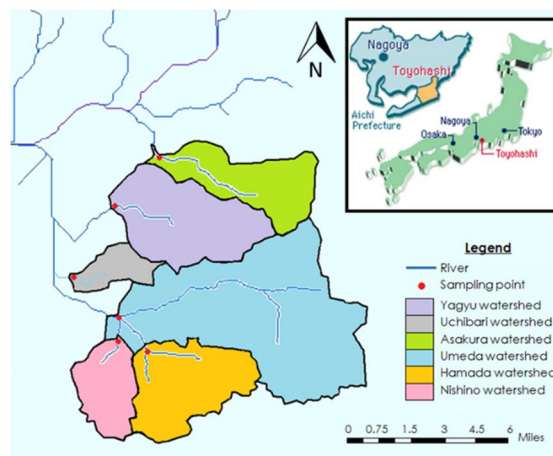 N
Nagoya
Toyohashi
Aichi
Prefecture
Nagoya
Osaka
Tokyo
Toyohashi
Legend
River
Sampling point
Yagyu watershed
Uchibari watershed
Asakura watershed
Umeda watershed
Hamada watershed
Nishino watershed
0 0.75 1.5 3 4.5 6
Miles